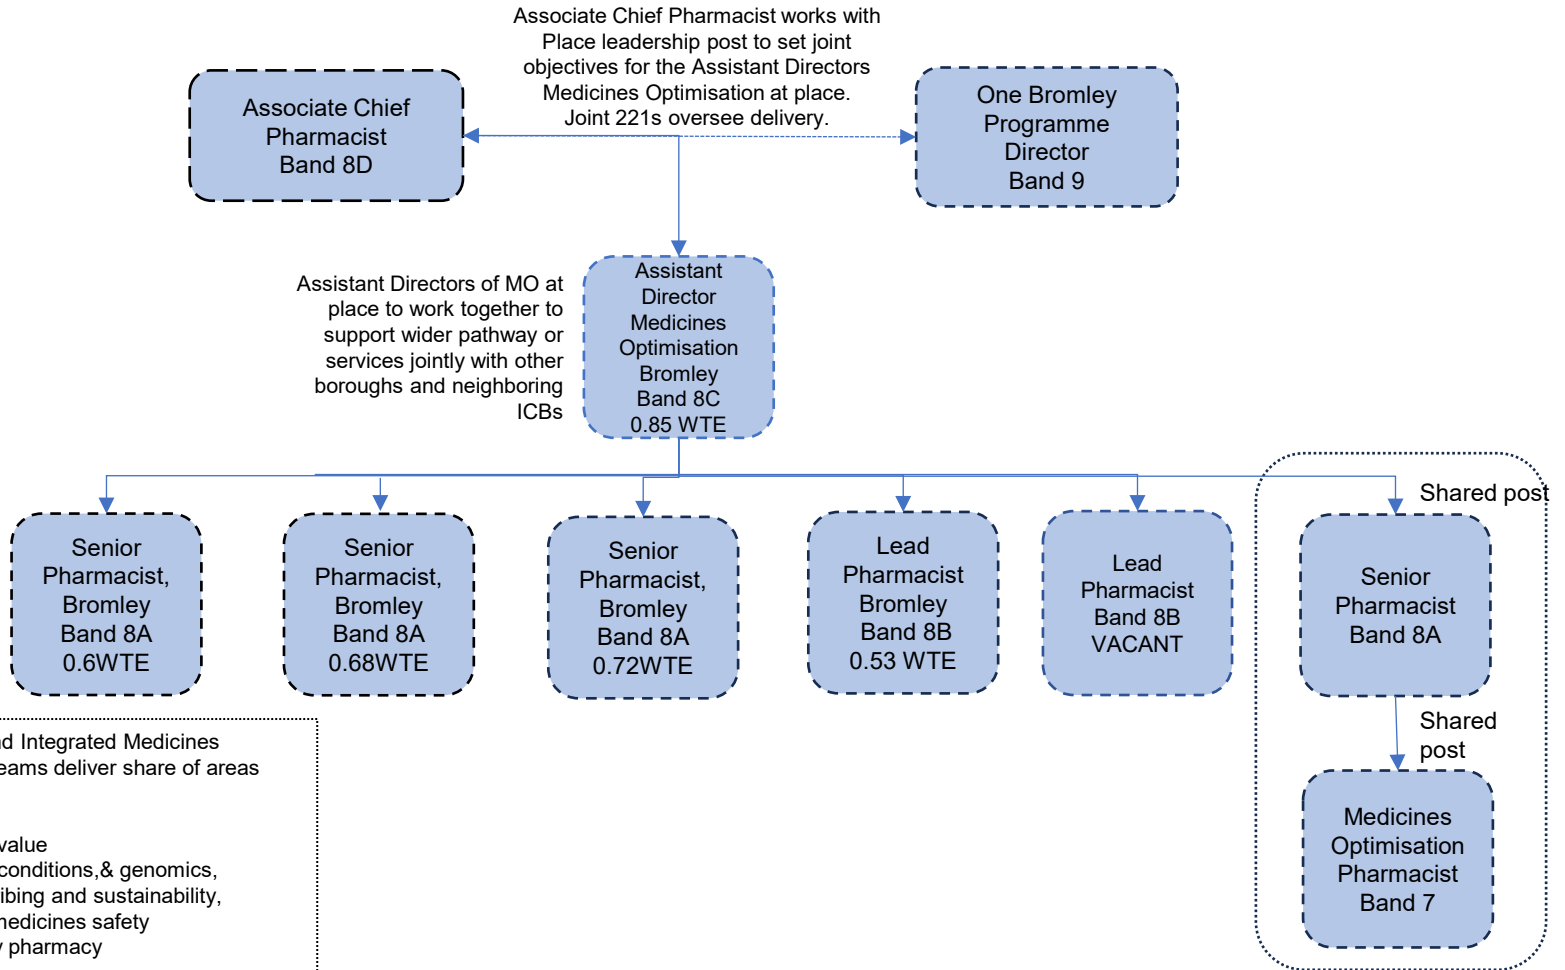 Associate Chief Pharmacist works with
Place leadership post to set joint
objectives for the Assistant Directors
Medicines Optimisation at place.
Joint 221s oversee delivery.
Associate Chief
Pharmacist
Band 8D
One Bromley
Programme
Director
Band 9
Assistant Directors of MO at
place to work together to
support wider pathway or
services jointly with other
boroughs and neighboring
ICBs
Assistant
Director
Medicines
Optimisation
Bromley
Band 8C
0.85 WTE
Shared post
Senior
Pharmacist,
Bromley
Band 8A
0.6WTE
Senior
Pharmacist,
Bromley
Band 8A
0.68WTE
Senior
Pharmacist,
Bromley
Band 8A
0.72WTE
Lead
Pharmacist
Bromley
Band 8B
0.53 WTE
Lead
Pharmacist
Band 8B
VACANT
Senior
Pharmacist
Band 8A
Shared
post
Medicines
Optimisation
Pharmacist
Band 7
Integrated Medicines
deliver share of areas
value
conditions,& genomics,
and sustainability,
medicines safety
pharmacy